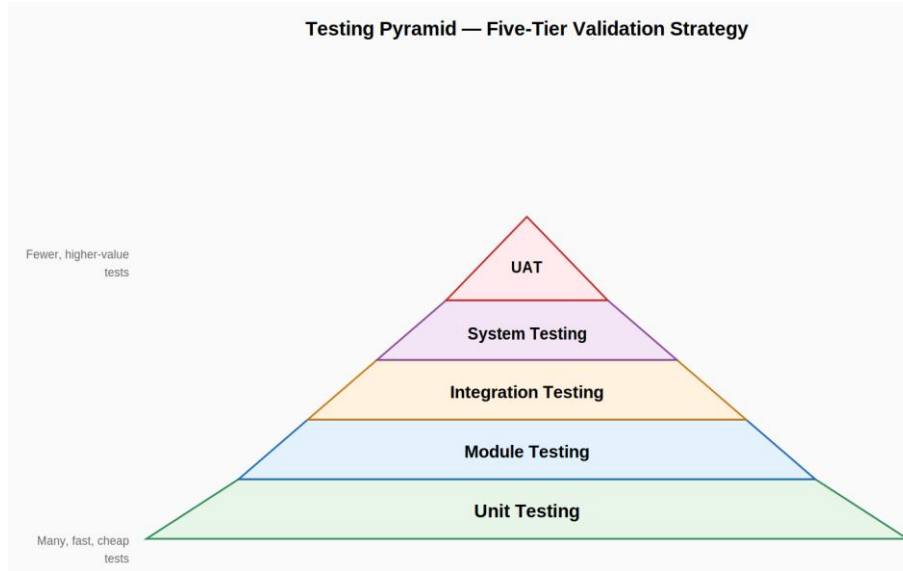 Testing Pyramid — Five-Tier Validation Strategy
Fewer, higher-value
tests
UAT
System Testing
Integration Testing
Module Testing
Unit Testing
Many, fast, cheap
tests